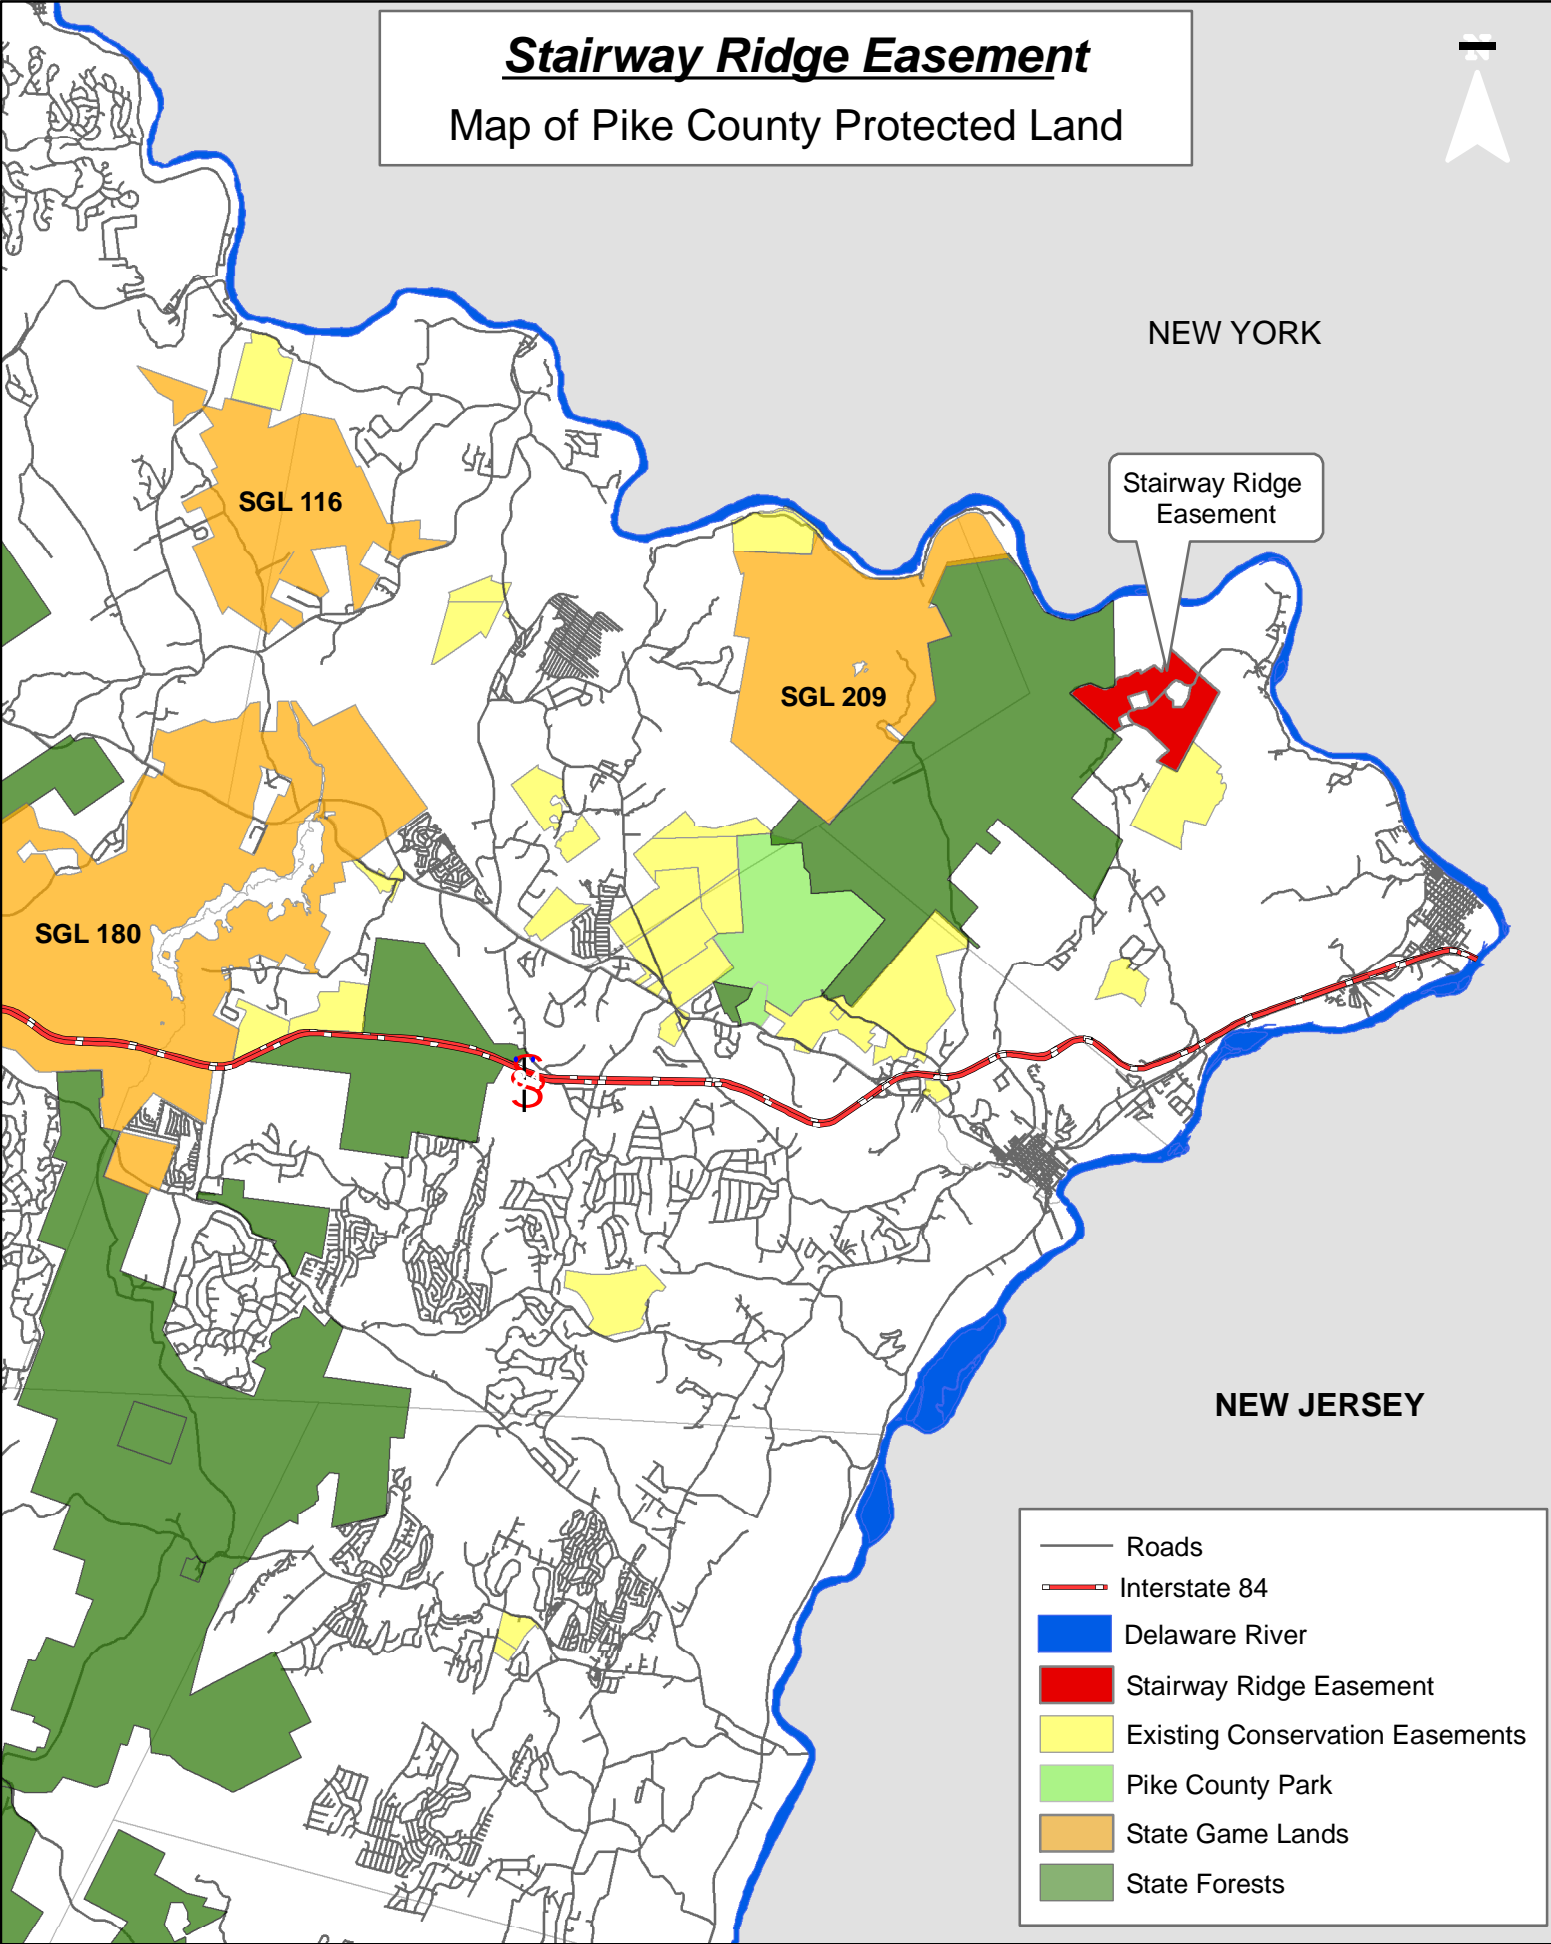 Stairway Ridge Easement
Map of Pike County Protected Land
N
NEW YORK
Stairway Ridge
Easement
SGL 116
SGL 209
SGL 180
NEW JERSEY
Roads
Interstate 84
Delaware River
Stairway Ridge Easement
Existing Conservation Easements
Pike County Park
State Game Lands
State Forests